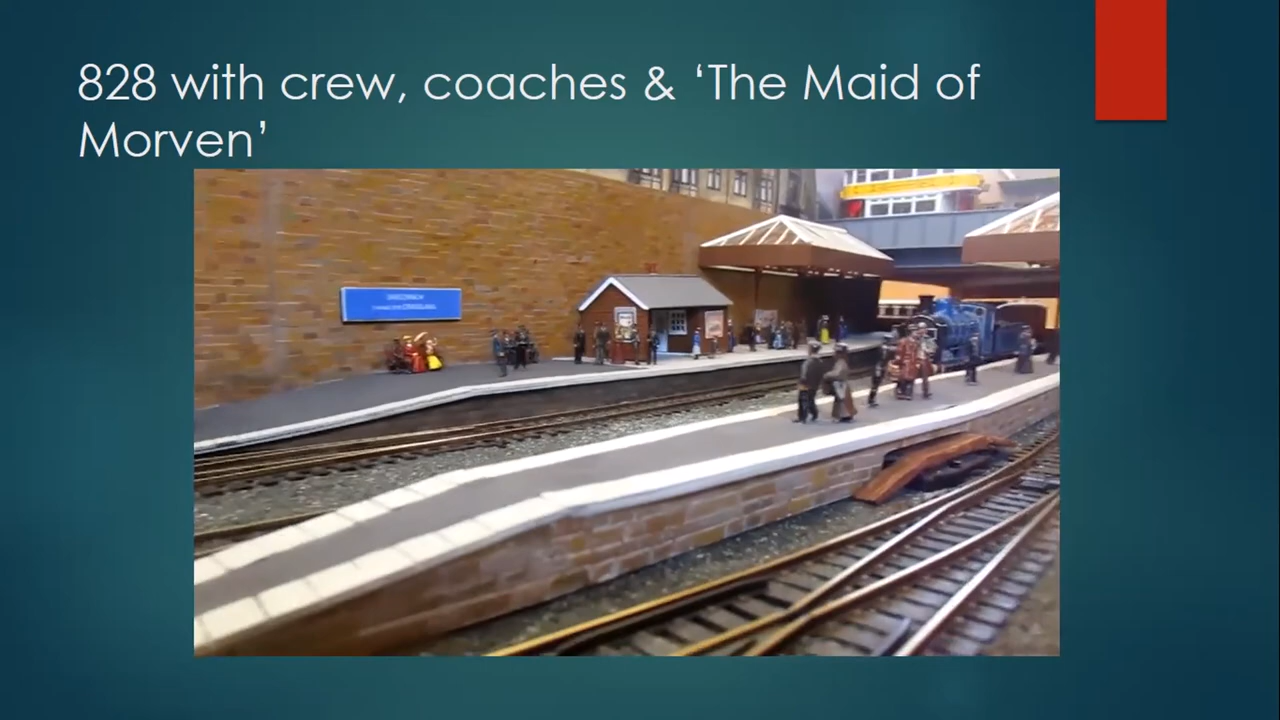 828 with crew, coaches & ‘The Maid of
Morven’